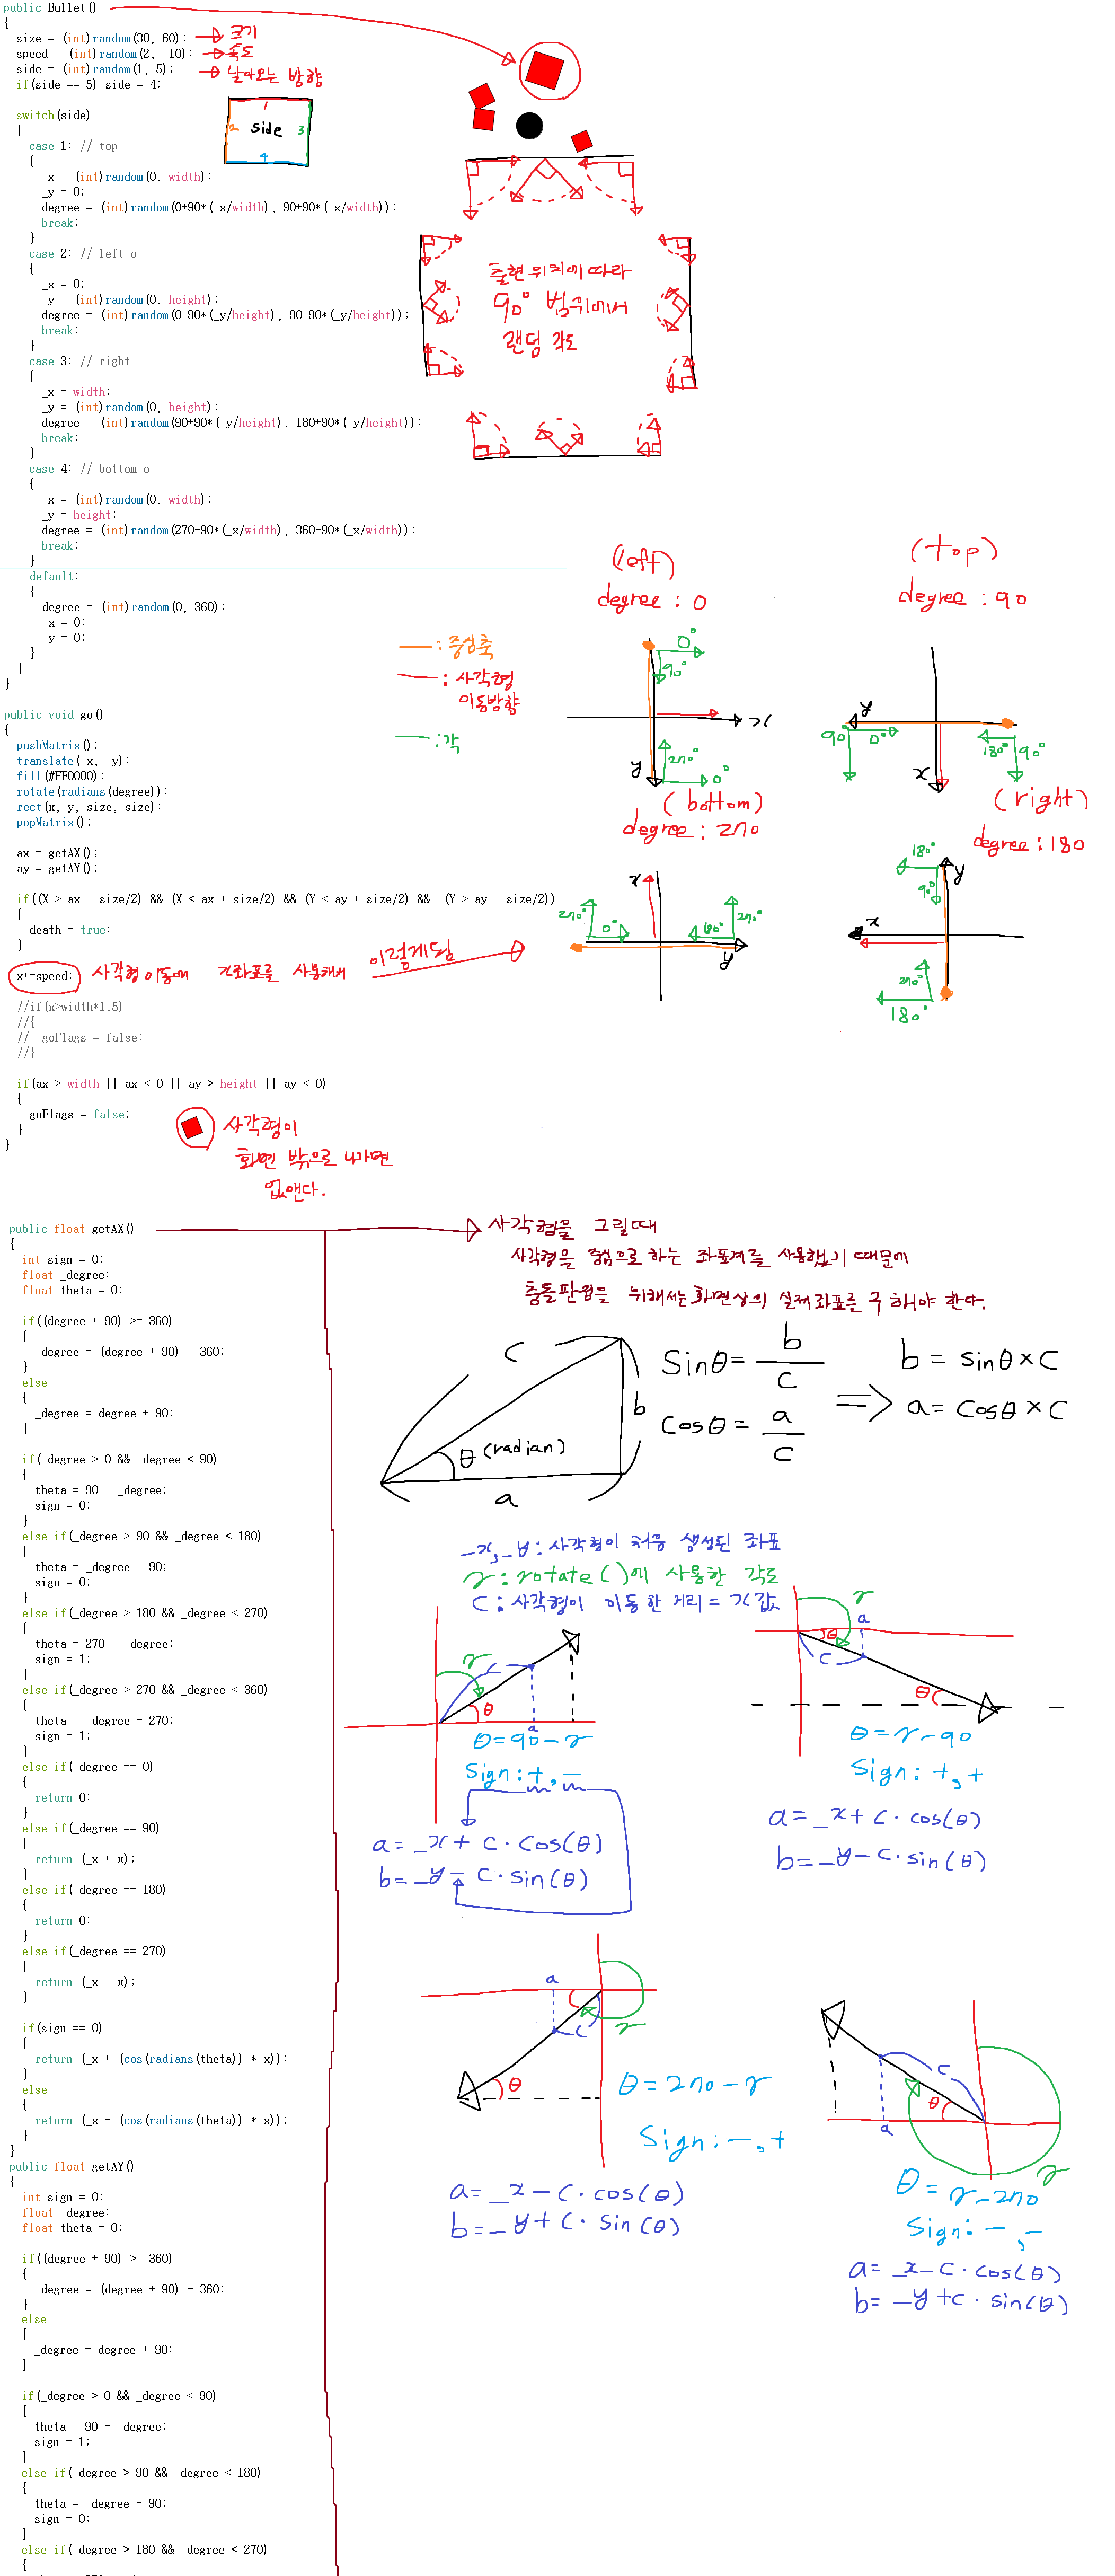 public Bullet()
{
size = (int)random(30, 60);
speed = (int)random(2, 10);
side = (int)random(1, 5);
if(side == 5) side = 4;
크기
속도
날아오는 방향
switch(side)
{
case 1: // top
{
_x = (int)random(0, width);
_y = 0;
degree = (int)random(0+90*(_x/width), 90+90*(_x/width));
break;
}
case 2: // left o
{
_x = 0;
_y = (int)random(0, height);
degree = (int)random(0-90*(_y/height), 90-90*(_y/height));
break;
}
case 3: // right
{
_x = width;
_y = (int)random(0, height);
degree = (int)random(90+90*(_y/height), 180+90*(_y/height));
break;
}
case 4: // bottom o
{
_x = (int)random(0, width);
_y = height;
degree = (int)random(270-90*(_x/width), 360-90*(_x/width));
break;
}
default:
{
degree = (int)random(0, 360);
_x = 0;
_y = 0;
}
}
}
1
2 side 3
4
출현 위치에 따라
90° 범위에서
랜덤 각도
public void go()
{
pushMatrix();
translate(_x, _y);
fill(#FF0000);
rotate(radians(degree));
rect(x, y, size, size);
popMatrix();
ax = getAX();
ay = getAY();
if((X > ax - size/2) && (X < ax + size/2) && (Y < ay + size/2) && (Y > ay - size/2))
{
death = true;
}
x+=speed;
//if(x>width*1.5)
//{
// goFlags = false;
//}
if(ax > width || ax < 0 || ay > height || ay < 0)
{
goFlags = false;
}
}
: 중심축
: 사각형
이동방향
: 각
(left)
degree : 0
0°
90°
x
270°
0°
y
(top)
degree : 90
y
90°
0°
180°
90°
x
(bottom)
degree : 270
x
270°
0°
180°
270°
y
(right)
degree : 180
180°
90°
y
x
270°
180°
사각형 이동에 x좌표를 사용해서
이렇게됨
사각형이
화면 밖으로 나가면
없앤다.
public float getAX()
{
int sign = 0;
float _degree;
float theta = 0;
if((degree + 90) >= 360)
{
_degree = (degree + 90) - 360;
}
else
{
_degree = degree + 90;
}
if(_degree > 0 && _degree < 90)
{
theta = 90 - _degree;
sign = 0;
}
else if(_degree > 90 && _degree < 180)
{
theta = _degree - 90;
sign = 0;
}
else if(_degree > 180 && _degree < 270)
{
theta = 270 - _degree;
sign = 1;
}
else if(_degree > 270 && _degree < 360)
{
theta = _degree - 270;
sign = 1;
}
else if(_degree == 0)
{
return 0;
}
else if(_degree == 90)
{
return (_x + x);
}
else if(_degree == 180)
{
return 0;
}
else if(_degree == 270)
{
return (_x - x);
}
if(sign == 0)
{
return (_x + (cos(radians(theta)) * x));
}
else
{
return (_x - (cos(radians(theta)) * x));
}
}
public float getAY()
{
int sign = 0;
float _degree;
float theta = 0;
if((degree + 90) >= 360)
{
_degree = (degree + 90) - 360;
}
else
{
_degree = degree + 90;
}
if(_degree > 0 && _degree < 90)
{
theta = 90 - _degree;
sign = 1;
}
else if(_degree > 90 && _degree < 180)
{
theta = _degree - 90;
sign = 0;
}
else if(_degree > 180 && _degree < 270)
{
사각형을 그릴때
사각형을 중심으로 하는 좌표계를 사용했기 때문에
충돌판정을 위해서는 화면상의 실제좌표를 구해야 한다.
c
b
θ (radian)
a
sinθ = b/c
cosθ = a/c
⇒
b = sinθ × c
a = cosθ × c
_x, _y : 사각형이 처음 생성된 좌표
r : rotate()에 사용한 각도
c : 사각형이 이동한 거리 = x값
r
c
θ
a
θ = 90 - r
Sign : +, -
a = _x + c · cos(θ)
b = _y - c · sin(θ)
r
a
θ
c
θ
θ = r - 90
Sign : +, +
a = _x + c · cos(θ)
b = _y - c · sin(θ)
a
c
r
θ
θ = 270 - r
Sign : -, +
a = _x - c · cos(θ)
b = _y + c · sin(θ)
c
θ
a
r
θ = r - 270
Sign : -, -
a = _x - c · cos(θ)
b = _y + c · sin(θ)